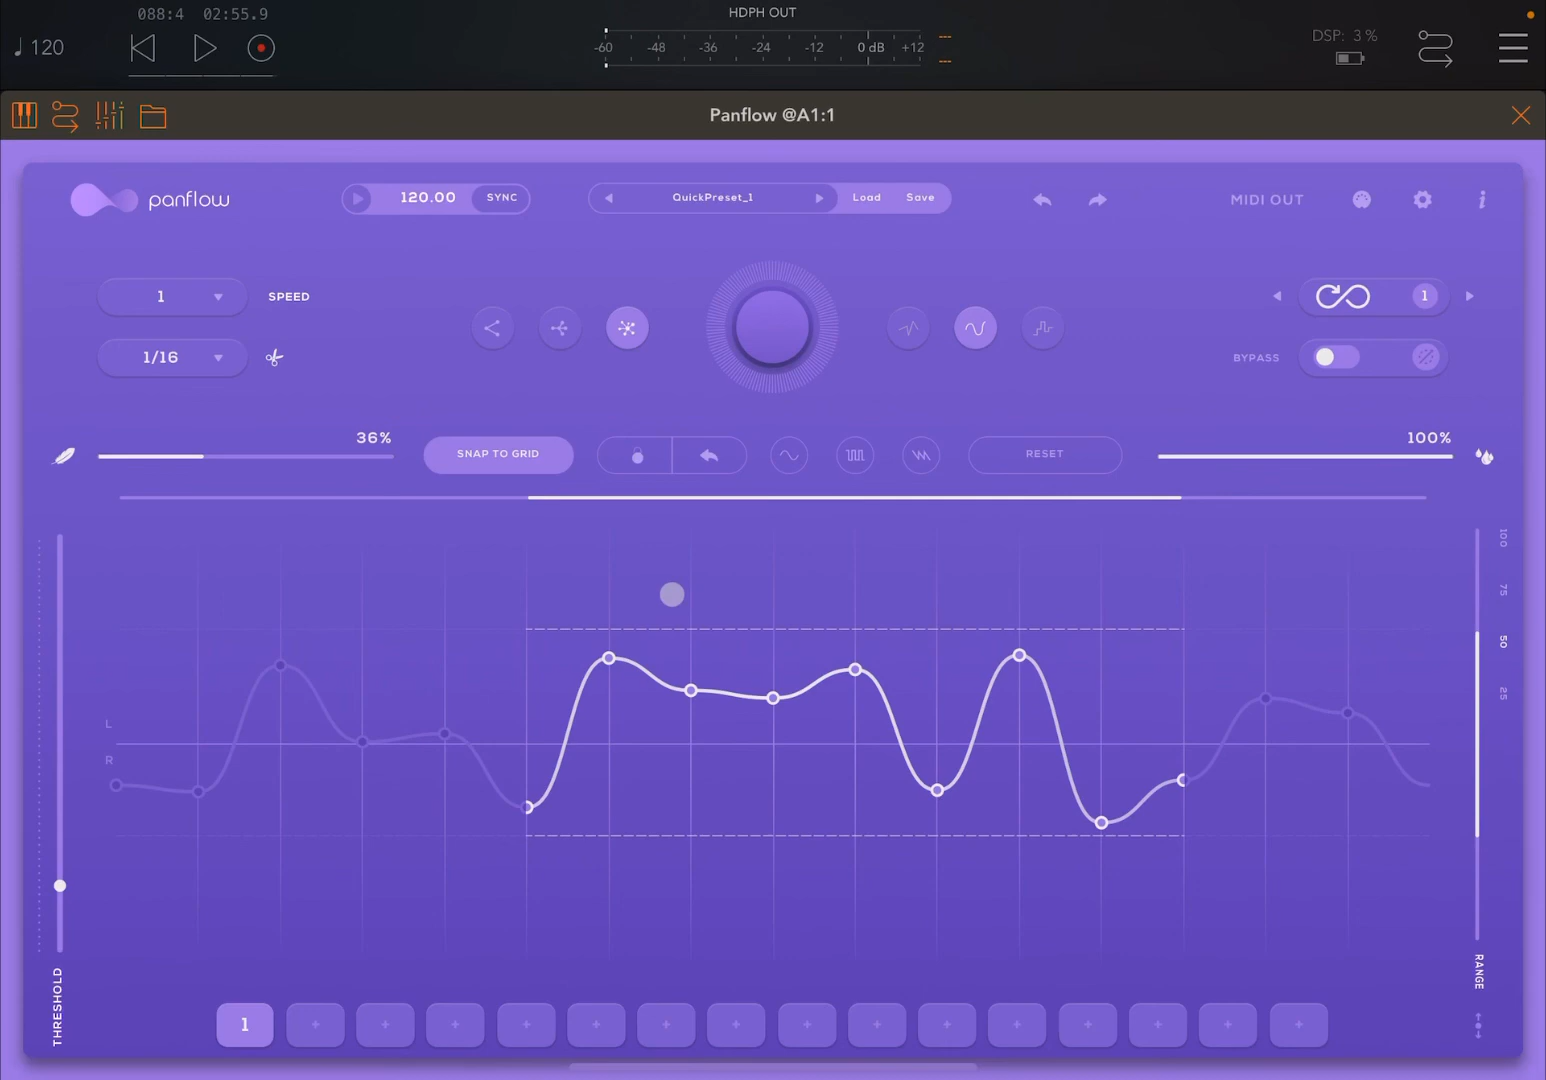 088:4 02:55.9
HDPH OUT
120
-60 -48 -36 -24 -12 0 dB +12
DSP: 3 %
Panflow @A1:1
panflow
120.00 SYNC
QuickPreset_1 Load Save
MIDI OUT
1 SPEED
1
1/16
BYPASS
36%
SNAP TO GRID
RESET
100%
100
75
50
25
L
R
THRESHOLD
RANGE
1